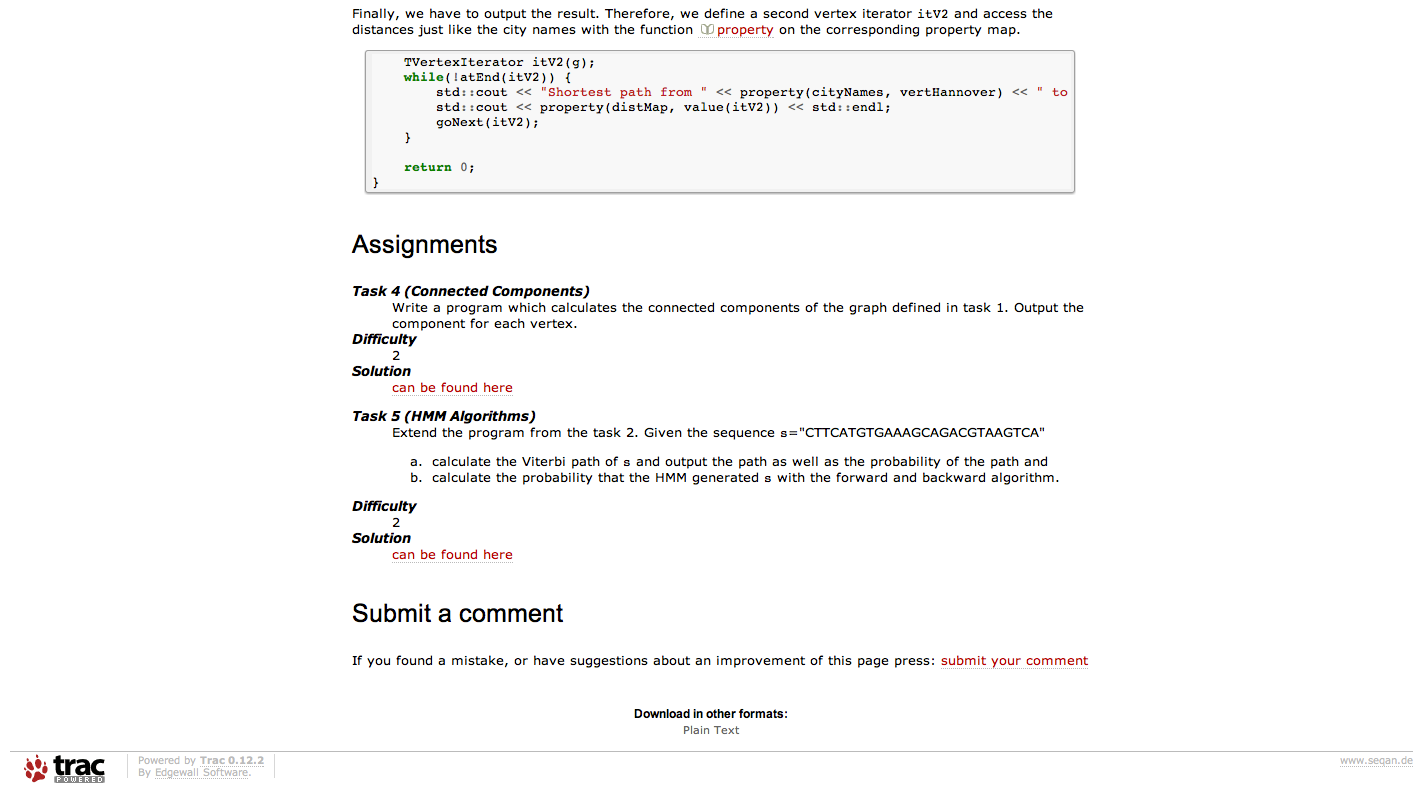 Finally, we have to output the result. Therefore, we define a second vertex iterator itV2 and access the
distances just like the city names with the function property on the corresponding property map.
TVertexIterator itV2(g);
while(!atEnd(itV2)) {
std::cout << "Shortest path from " << property(cityNames, vertHannover) << " to
std::cout << property(distMap, value(itV2)) << std::endl;
goNext(itV2);
}
return 0;
}
Assignments
Task 4 (Connected Components)
Write a program which calculates the connected components of the graph defined in task 1. Output the
component for each vertex.
Difficulty
2
Solution
can be found here
Task 5 (HMM Algorithms)
Extend the program from the task 2. Given the sequence s="CTTCATGTGAAAGCAGACGTAAGTCA"
a. calculate the Viterbi path of s and output the path as well as the probability of the path and
b. calculate the probability that the HMM generated s with the forward and backward algorithm.
Difficulty
2
Solution
can be found here
Submit a comment
If you found a mistake, or have suggestions about an improvement of this page press: submit your comment
Download in other formats:
Plain Text
trac
POWERED
Powered by Trac 0.12.2
By Edgewall Software.
www.seqan.de